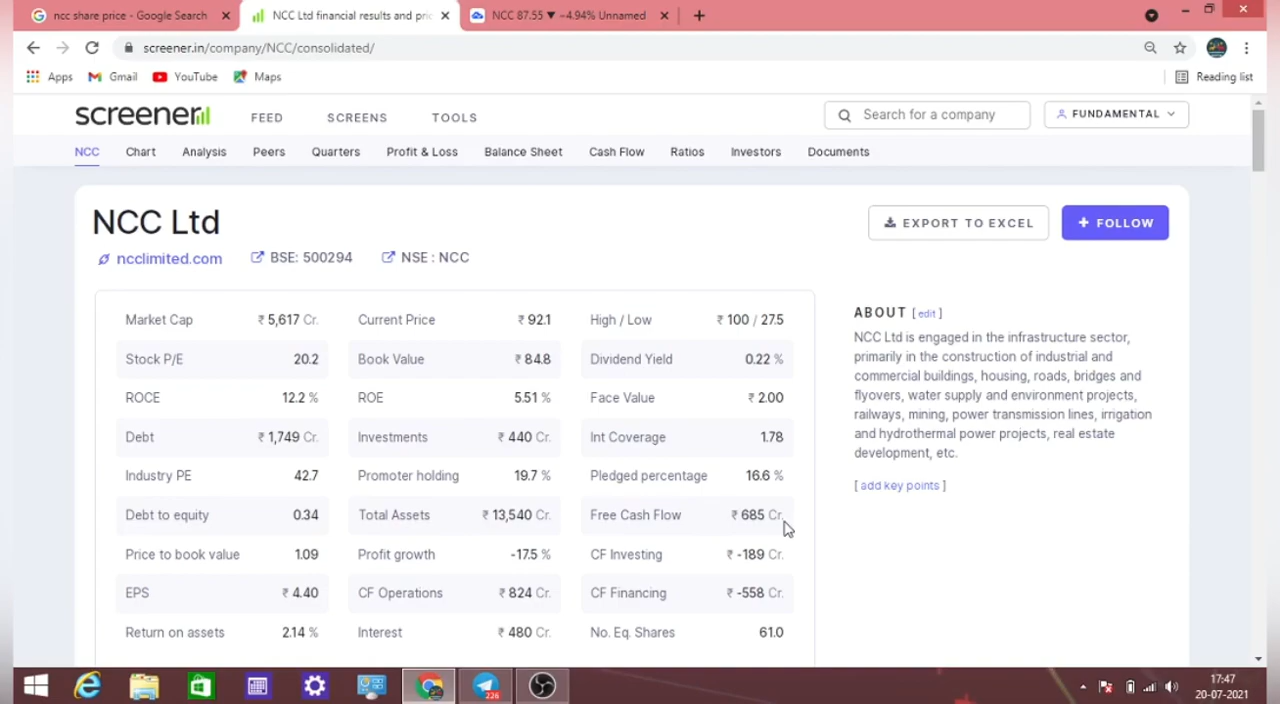 ncc share price - Google Search
NCC Ltd financial results and pric
NCC 87.55 ▼ −4.94% Unnamed
screener.in/company/NCC/consolidated/
Apps Gmail YouTube Maps Reading list
screener FEED SCREENS TOOLS Search for a company FUNDAMENTAL
NCC Chart Analysis Peers Quarters Profit & Loss Balance Sheet Cash Flow Ratios Investors Documents
NCC Ltd
EXPORT TO EXCEL + FOLLOW
ncclimited.com BSE: 500294 NSE : NCC
Market Cap ₹ 5,617 Cr. Current Price ₹ 92.1 High / Low ₹ 100 / 27.5
Stock P/E 20.2 Book Value ₹ 84.8 Dividend Yield 0.22 %
ROCE 12.2 % ROE 5.51 % Face Value ₹ 2.00
Debt ₹ 1,749 Cr. Investments ₹ 440 Cr. Int Coverage 1.78
Industry PE 42.7 Promoter holding 19.7 % Pledged percentage 16.6 %
Debt to equity 0.34 Total Assets ₹ 13,540 Cr. Free Cash Flow ₹ 685 Cr.
Price to book value 1.09 Profit growth -17.5 % CF Investing ₹ -189 Cr.
EPS ₹ 4.40 CF Operations ₹ 824 Cr. CF Financing ₹ -558 Cr.
Return on assets 2.14 % Interest ₹ 480 Cr. No. Eq. Shares 61.0
ABOUT [ edit ]
NCC Ltd is engaged in the infrastructure sector,
primarily in the construction of industrial and
commercial buildings, housing, roads, bridges and
flyovers, water supply and environment projects,
railways, mining, power transmission lines, irrigation
and hydrothermal power projects, real estate
development, etc.
[ add key points ]
226
17:47
20-07-2021